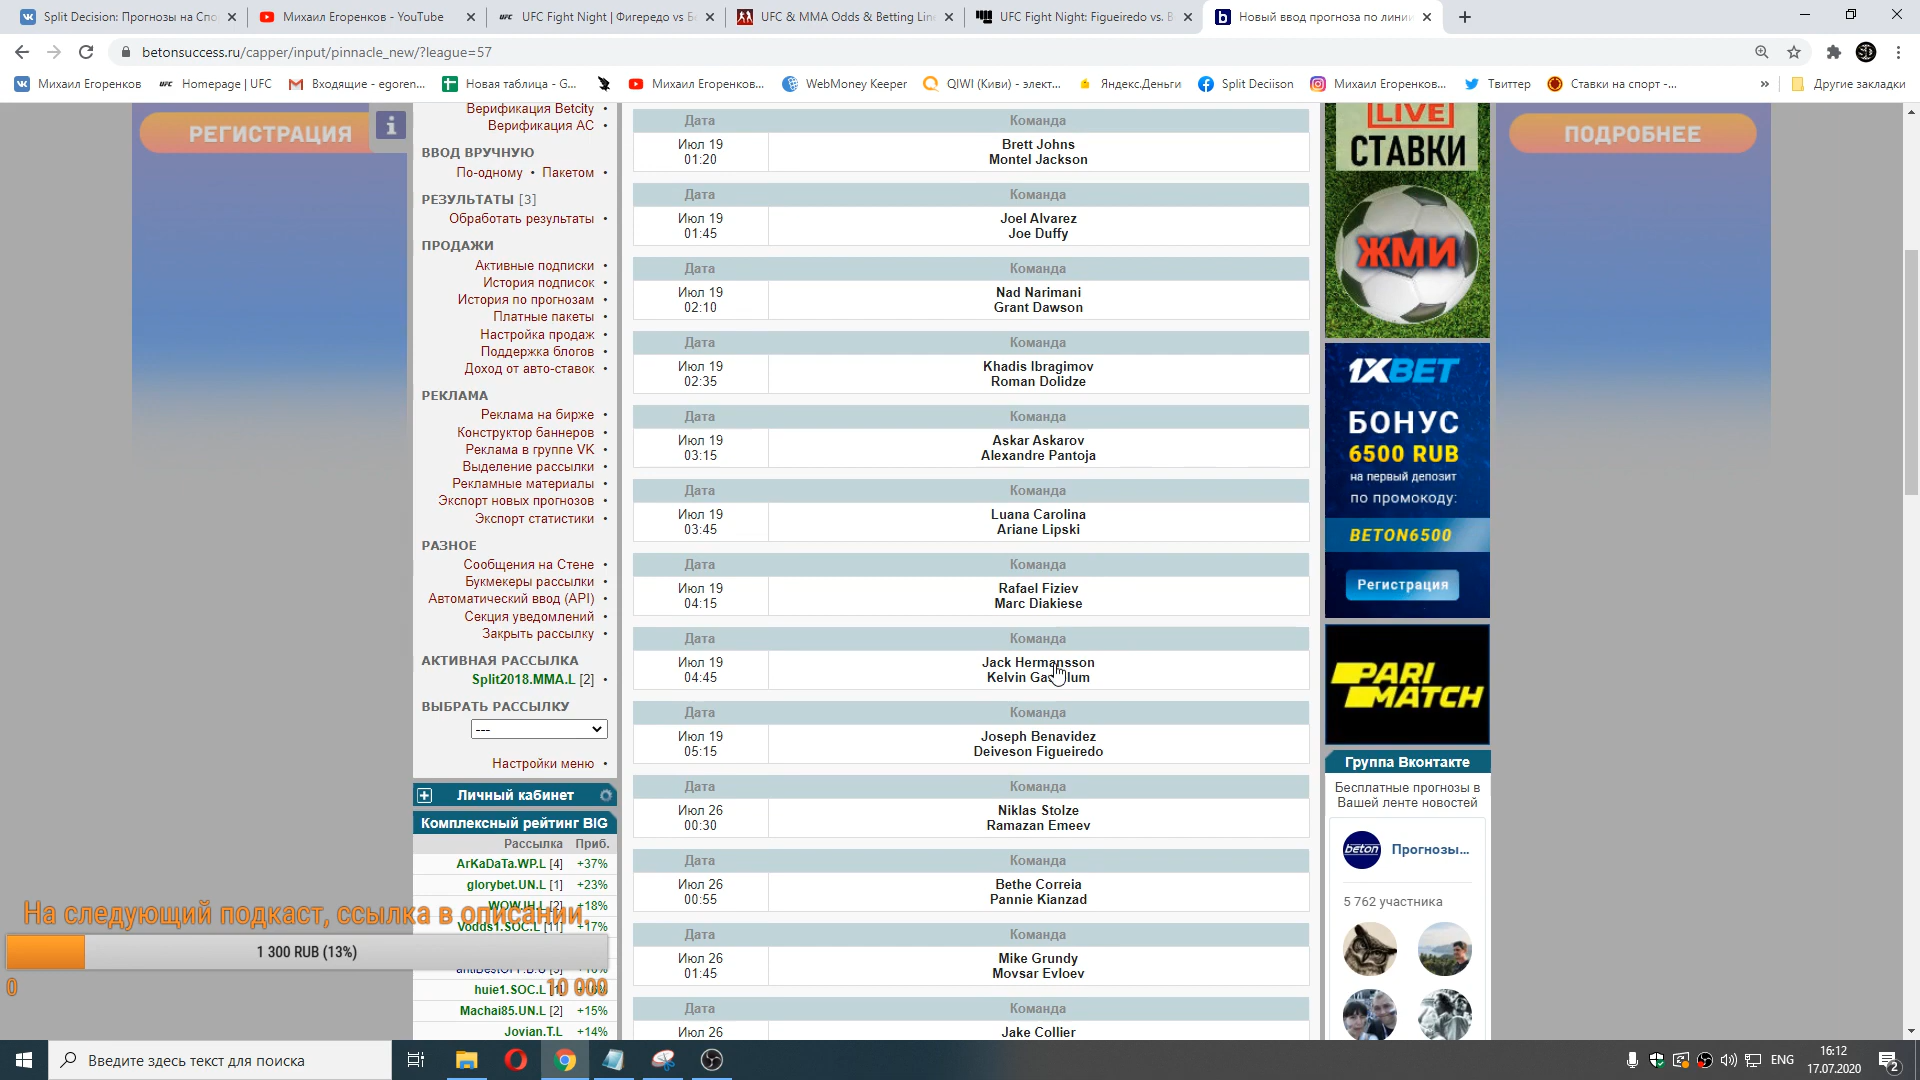 Split Decision: Прогнозы на Спо
Михаил Егоренков - YouTube
UFC Fight Night | Фигередо vs Б
UFC & MMA Odds & Betting Line
UFC Fight Night: Figueiredo vs. B
Новый ввод прогноза по лини
betonsuccess.ru/capper/input/pinnacle_new/?league=57
Михаил Егоренков
Homepage | UFC
Входящие - egoren...
Новая таблица - G...
Михаил Егоренков...
WebMoney Keeper
QIWI (Киви) - элект...
Яндекс.Деньги
Split Deciison
Михаил Егоренков...
Твиттер
Ставки на спорт -...
»
Другие закладки
РЕГИСТРАЦИЯ
Верификация Betcity
Верификация АС
ВВОД ВРУЧНУЮ
По-одному • Пакетом
РЕЗУЛЬТАТЫ [3]
Обработать результаты
ПРОДАЖИ
Активные подписки
История подписок
История по прогнозам
Платные пакеты
Настройка продаж
Поддержка блогов
Доход от авто-ставок
РЕКЛАМА
Реклама на бирже
Конструктор баннеров
Реклама в группе VK
Выделение рассылки
Рекламные материалы
Экспорт новых прогнозов
Экспорт статистики
РАЗНОЕ
Сообщения на Стене
Букмекеры рассылки
Автоматический ввод (API)
Секция уведомлений
Закрыть рассылку
АКТИВНАЯ РАССЫЛКА
Split2018.MMA.L [2]
ВЫБРАТЬ РАССЫЛКУ
---
Настройки меню
Личный кабинет
Комплексный рейтинг BIG
Рассылка Приб.
ArKaDaTa.WP.L [4] +37%
glorybet.UN.L [1] +23%
WOW.IH.L [2] +18%
Vodds1.SOC.L [11] +17%
huie1.SOC.L
Machai85.UN.L [2] +15%
Jovian.T.L +14%
На следующий подкаст, ссылка в описании.
1 300 RUB (13%)
0
10 000
Дата Команда
Июл 19 Brett Johns
01:20 Montel Jackson
Дата Команда
Июл 19 Joel Alvarez
01:45 Joe Duffy
Дата Команда
Июл 19 Nad Narimani
02:10 Grant Dawson
Дата Команда
Июл 19 Khadis Ibragimov
02:35 Roman Dolidze
Дата Команда
Июл 19 Askar Askarov
03:15 Alexandre Pantoja
Дата Команда
Июл 19 Luana Carolina
03:45 Ariane Lipski
Дата Команда
Июл 19 Rafael Fiziev
04:15 Marc Diakiese
Дата Команда
Июл 19 Jack Hermansson
04:45 Kelvin Gastelum
Дата Команда
Июл 19 Joseph Benavidez
05:15 Deiveson Figueiredo
Дата Команда
Июл 26 Niklas Stolze
00:30 Ramazan Emeev
Дата Команда
Июл 26 Bethe Correia
00:55 Pannie Kianzad
Дата Команда
Июл 26 Mike Grundy
01:45 Movsar Evloev
Дата Команда
Июл 26 Jake Collier
LIVE
СТАВКИ
ЖМИ
1XBET
БОНУС
6500 RUB
на первый депозит
по промокоду:
BETON6500
Регистрация
PARI
MATCH
Группа Вконтакте
Бесплатные прогнозы в
Вашей ленте новостей
beton
Прогнозы...
5 762 участника
ПОДРОБНЕЕ
Введите здесь текст для поиска
ENG
16:12
17.07.2020
2